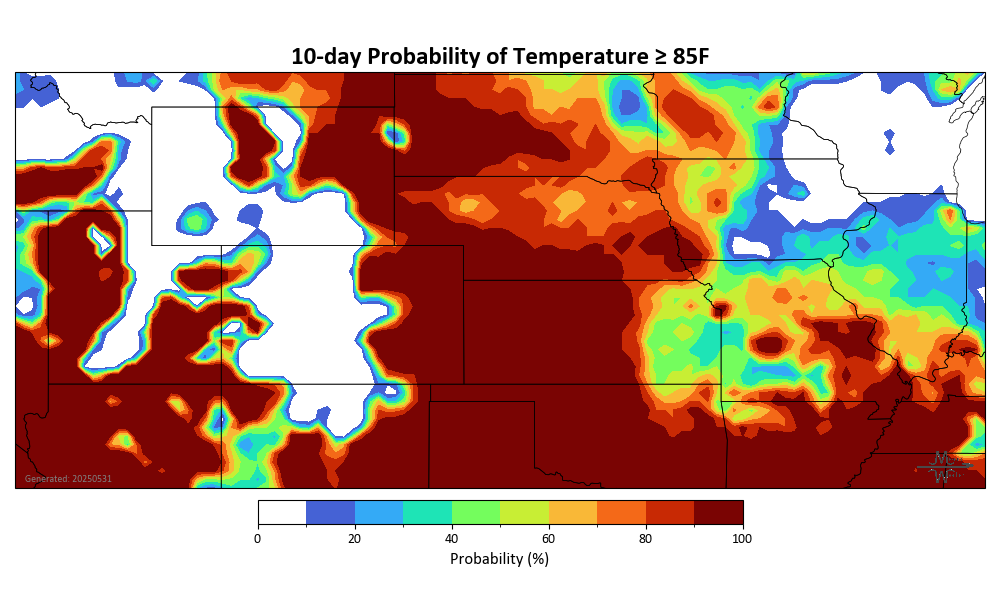 10-day Probability of Temperature ≥ 85F
Generated: 20250531
0 20 40 60 80 100
Probability (%)